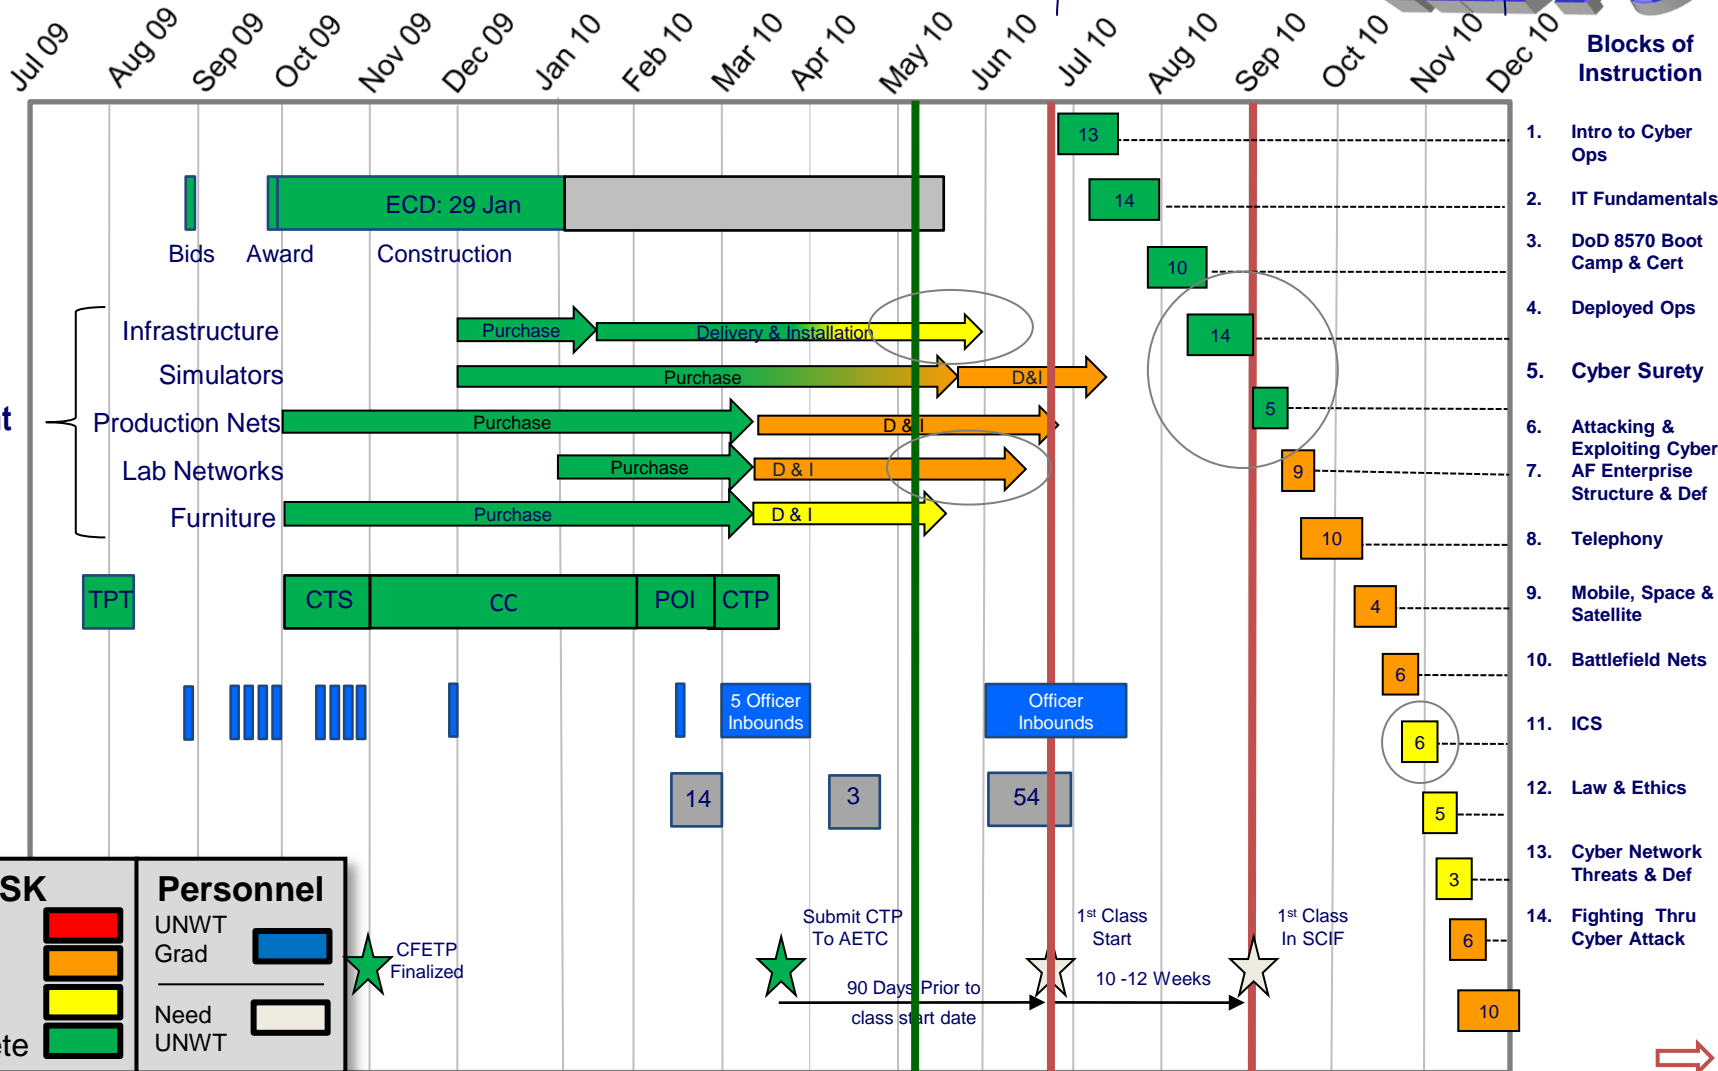 Jul 09
Aug 09
Sep 09
Oct 09
Nov 09
Dec 09
Jan 10
Feb 10
Mar 10
Apr 10
May 10
Jun 10
Jul 10
Aug 10
Sep 10
Oct 10
Nov 10
Dec 10
Blocks of
Instruction
13
1. Intro to Cyber
Ops
ECD: 29 Jan
14
2. IT Fundamentals
Bids
Award
Construction
10
3. DoD 8570 Boot
Camp & Cert
Infrastructure
Purchase
Delivery & Installation
14
4. Deployed Ops
Simulators
Purchase
D&I
5. Cyber Surety
5
Production Nets
Purchase
D & I
6. Attacking &
Exploiting Cyber
Lab Networks
Purchase
D & I
9
7. AF Enterprise
Structure & Def
Furniture
Purchase
D & I
10
8. Telephony
TPT
CTS
CC
POI
CTP
4
9. Mobile, Space &
Satellite
5 Officer
Inbounds
Officer
Inbounds
6
10. Battlefield Nets
6
11. ICS
14
3
54
5
12. Law & Ethics
3
13. Cyber Network
Threats & Def
6
14. Fighting Thru
Cyber Attack
10
SK
Personnel
UNWT
Grad
Need
UNWT
ete
CFETP
Finalized
Submit CTP
To AETC
1st Class
Start
1st Class
In SCIF
90 Days Prior to
class start date
10 -12 Weeks